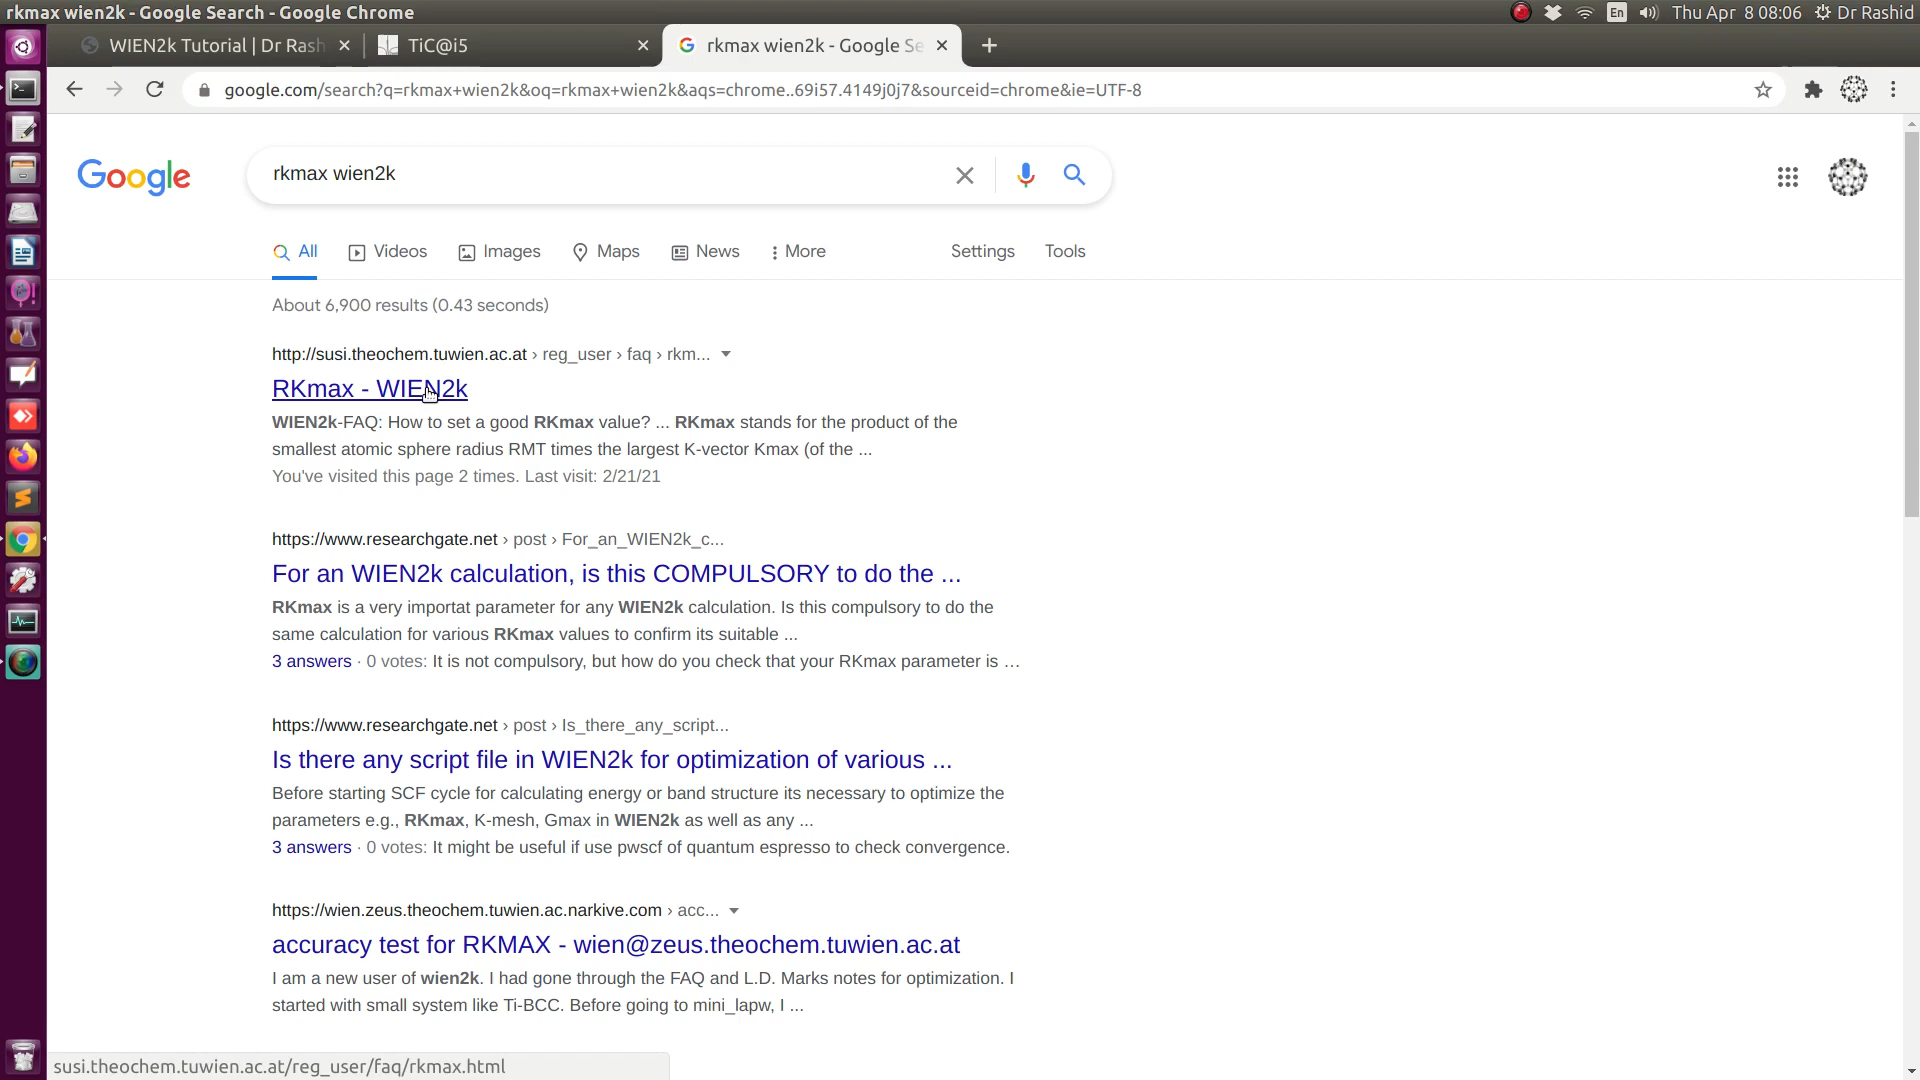 rkmax wien2k - Google Search - Google Chrome
En
Thu Apr 8 08:06
Dr Rashid
WIEN2k Tutorial | Dr Rash
TiC@i5
rkmax wien2k - Google Se
google.com/search?q=rkmax+wien2k&oq=rkmax+wien2k&aqs=chrome..69i57.4149j0j7&sourceid=chrome&ie=UTF-8
Google
rkmax wien2k
All
Videos
Images
Maps
News
More
Settings
Tools
About 6,900 results (0.43 seconds)
http://susi.theochem.tuwien.ac.at › reg_user › faq › rkm...
RKmax - WIEN2k
WIEN2k-FAQ: How to set a good RKmax value? ... RKmax stands for the product of the
smallest atomic sphere radius RMT times the largest K-vector Kmax (of the ...
You've visited this page 2 times. Last visit: 2/21/21
https://www.researchgate.net › post › For_an_WIEN2k_c...
For an WIEN2k calculation, is this COMPULSORY to do the ...
RKmax is a very importat parameter for any WIEN2k calculation. Is this compulsory to do the
same calculation for various RKmax values to confirm its suitable ...
3 answers · 0 votes: It is not compulsory, but how do you check that your RKmax parameter is …
https://www.researchgate.net › post › Is_there_any_script...
Is there any script file in WIEN2k for optimization of various ...
Before starting SCF cycle for calculating energy or band structure its necessary to optimize the
parameters e.g., RKmax, K-mesh, Gmax in WIEN2k as well as any ...
3 answers · 0 votes: It might be useful if use pwscf of quantum espresso to check convergence.
https://wien.zeus.theochem.tuwien.ac.narkive.com › acc...
accuracy test for RKMAX - wien@zeus.theochem.tuwien.ac.at
I am a new user of wien2k. I had gone through the FAQ and L.D. Marks notes for optimization. I
started with small system like Ti-BCC. Before going to mini_lapw, I ...
susi.theochem.tuwien.ac.at/reg_user/faq/rkmax.html